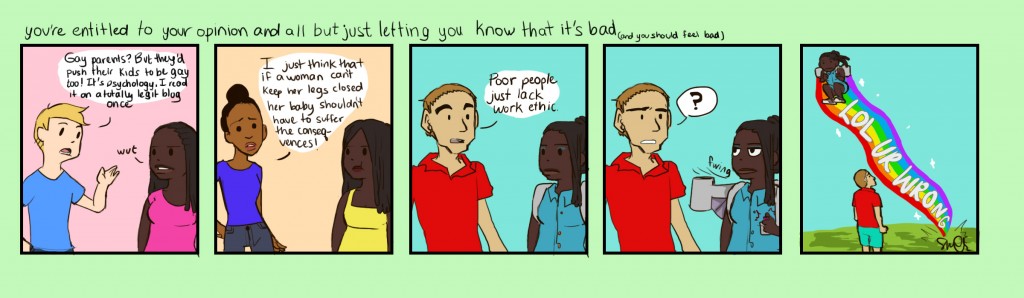 you're entitled to your opinion and all but just letting you know that it's bad (and you should feel bad)
Gay parents? But they'd
push their kids to be gay
too! It's psychology, I read
it on a totally legit blog
once
wut
I just think that
if a woman can't
keep her legs closed
her baby shouldn't
have to suffer
the conseq-
uences!
Poor people
just lack
work ethic.
?
fwing
LOL UR WRONG